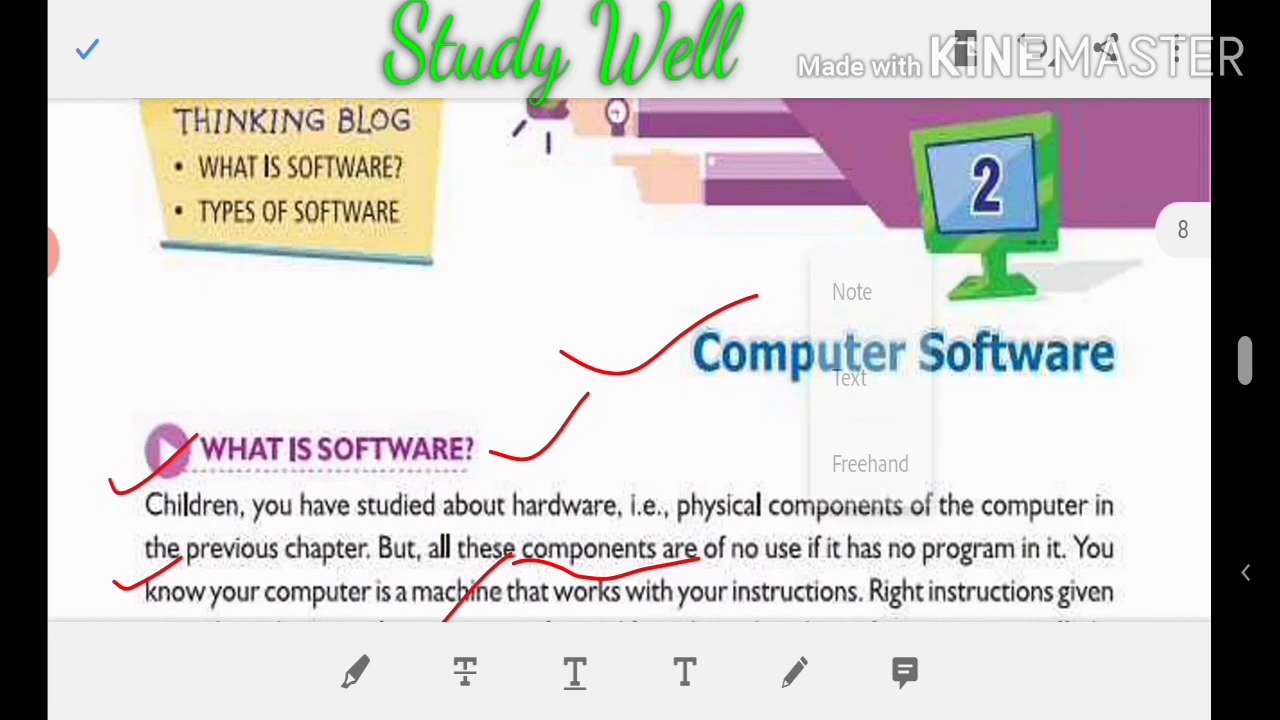 Study Well
Made with KINEMASTER
THINKING BLOG
• WHAT IS SOFTWARE?
• TYPES OF SOFTWARE
2
8
Note
Computer Software
Text
Freehand
WHAT IS SOFTWARE?
Children, you have studied about hardware, i.e., physical components of the computer in
the previous chapter. But, all these components are of no use if it has no program in it. You
know your computer is a machine that works with your instructions. Right instructions given